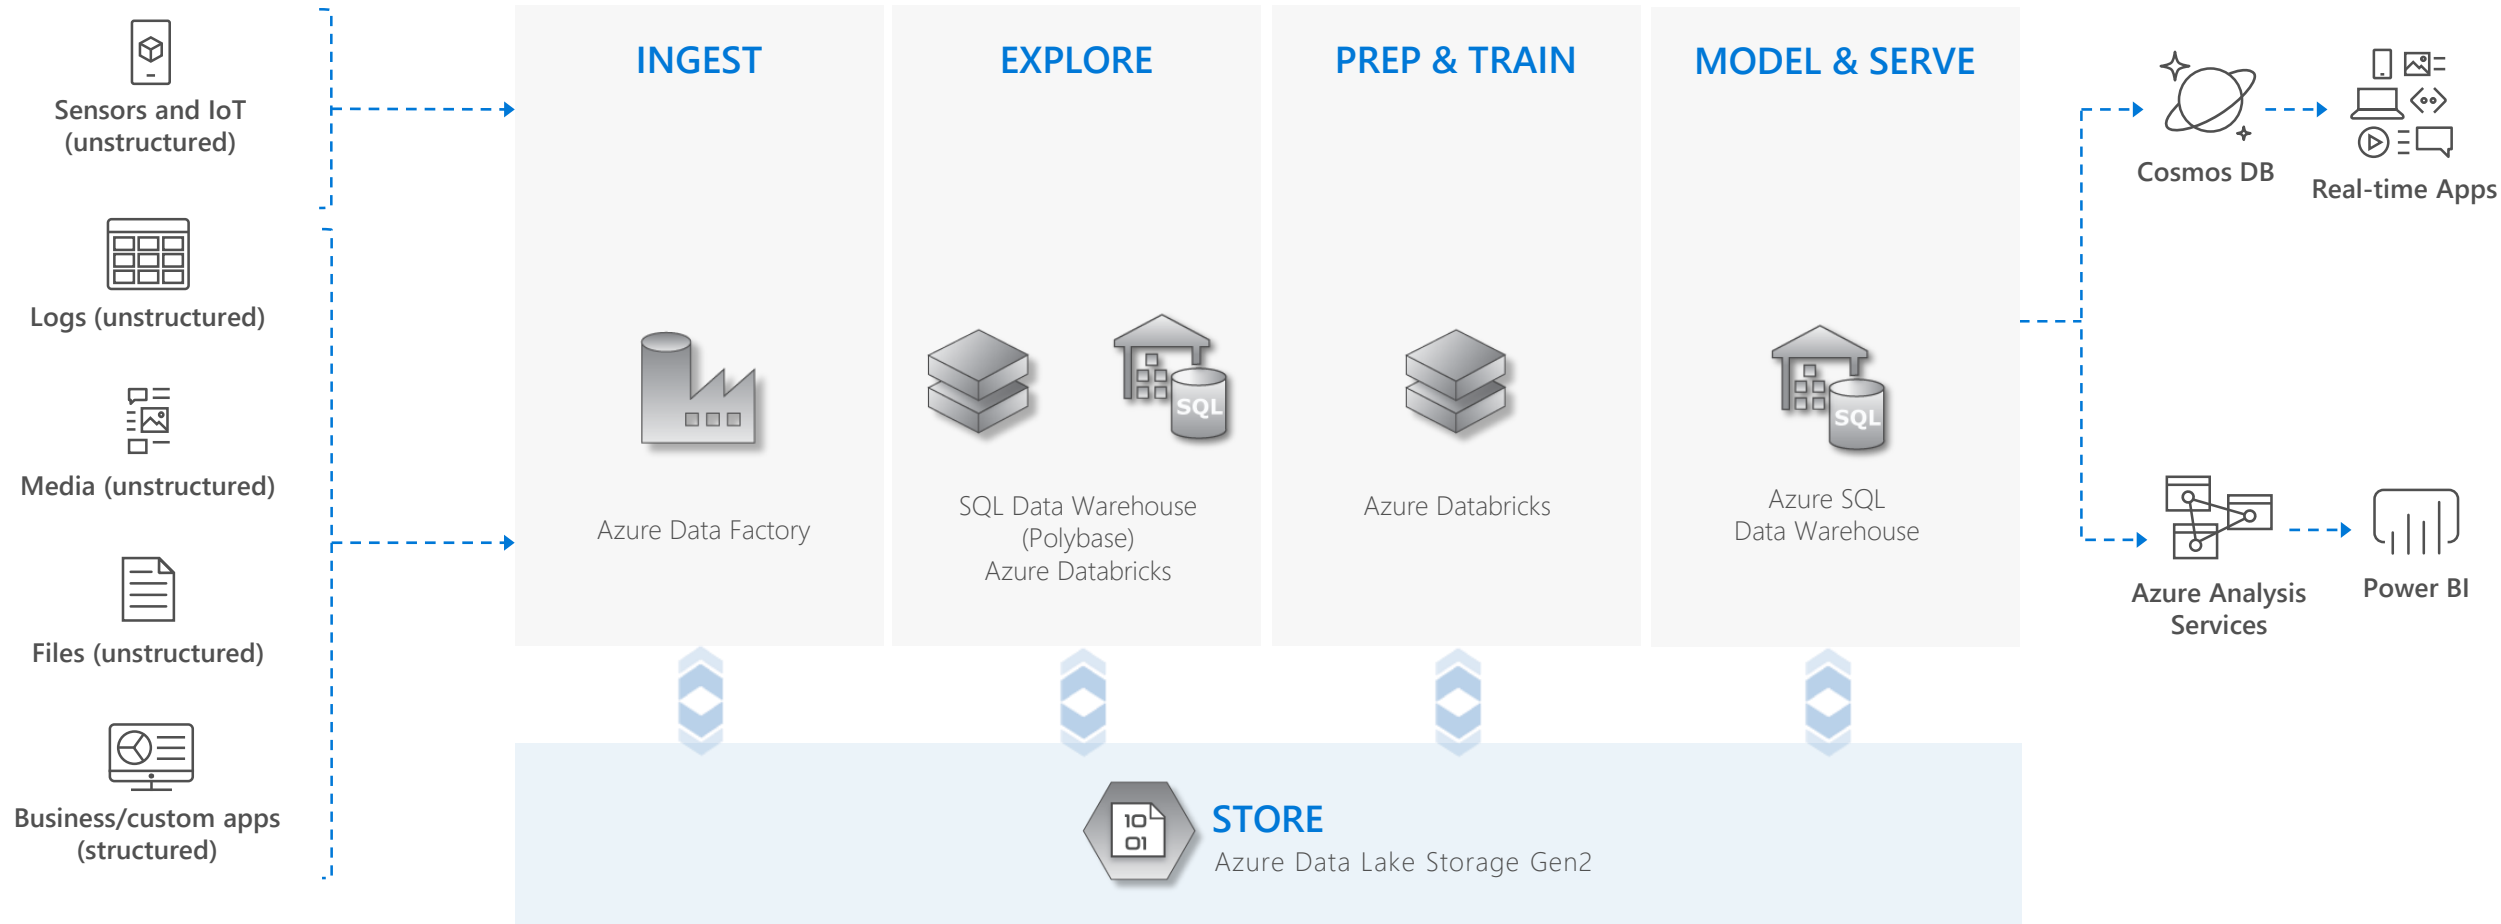 Sensors and IoT
(unstructured)
Logs (unstructured)
Media (unstructured)
Files (unstructured)
Business/custom apps
(structured)
INGEST
Azure Data Factory
EXPLORE
SQL
SQL Data Warehouse
(Polybase)
Azure Databricks
PREP & TRAIN
Azure Databricks
MODEL & SERVE
SQL
Azure SQL
Data Warehouse
10
01
STORE
Azure Data Lake Storage Gen2
Cosmos DB
Real-time Apps
Azure Analysis
Services
Power BI